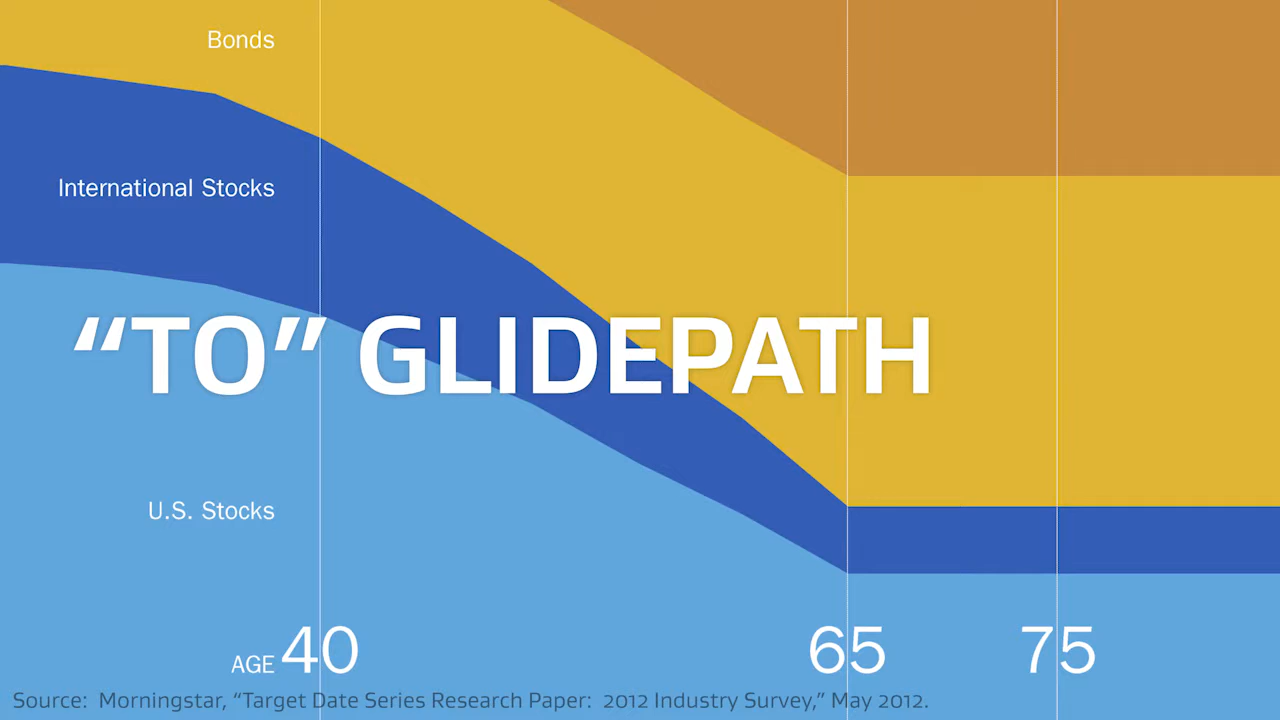 Bonds
International Stocks
“TO” GLIDEPATH
U.S. Stocks
AGE 40 65 75
Source: Morningstar, “Target Date Series Research Paper: 2012 Industry Survey,” May 2012.